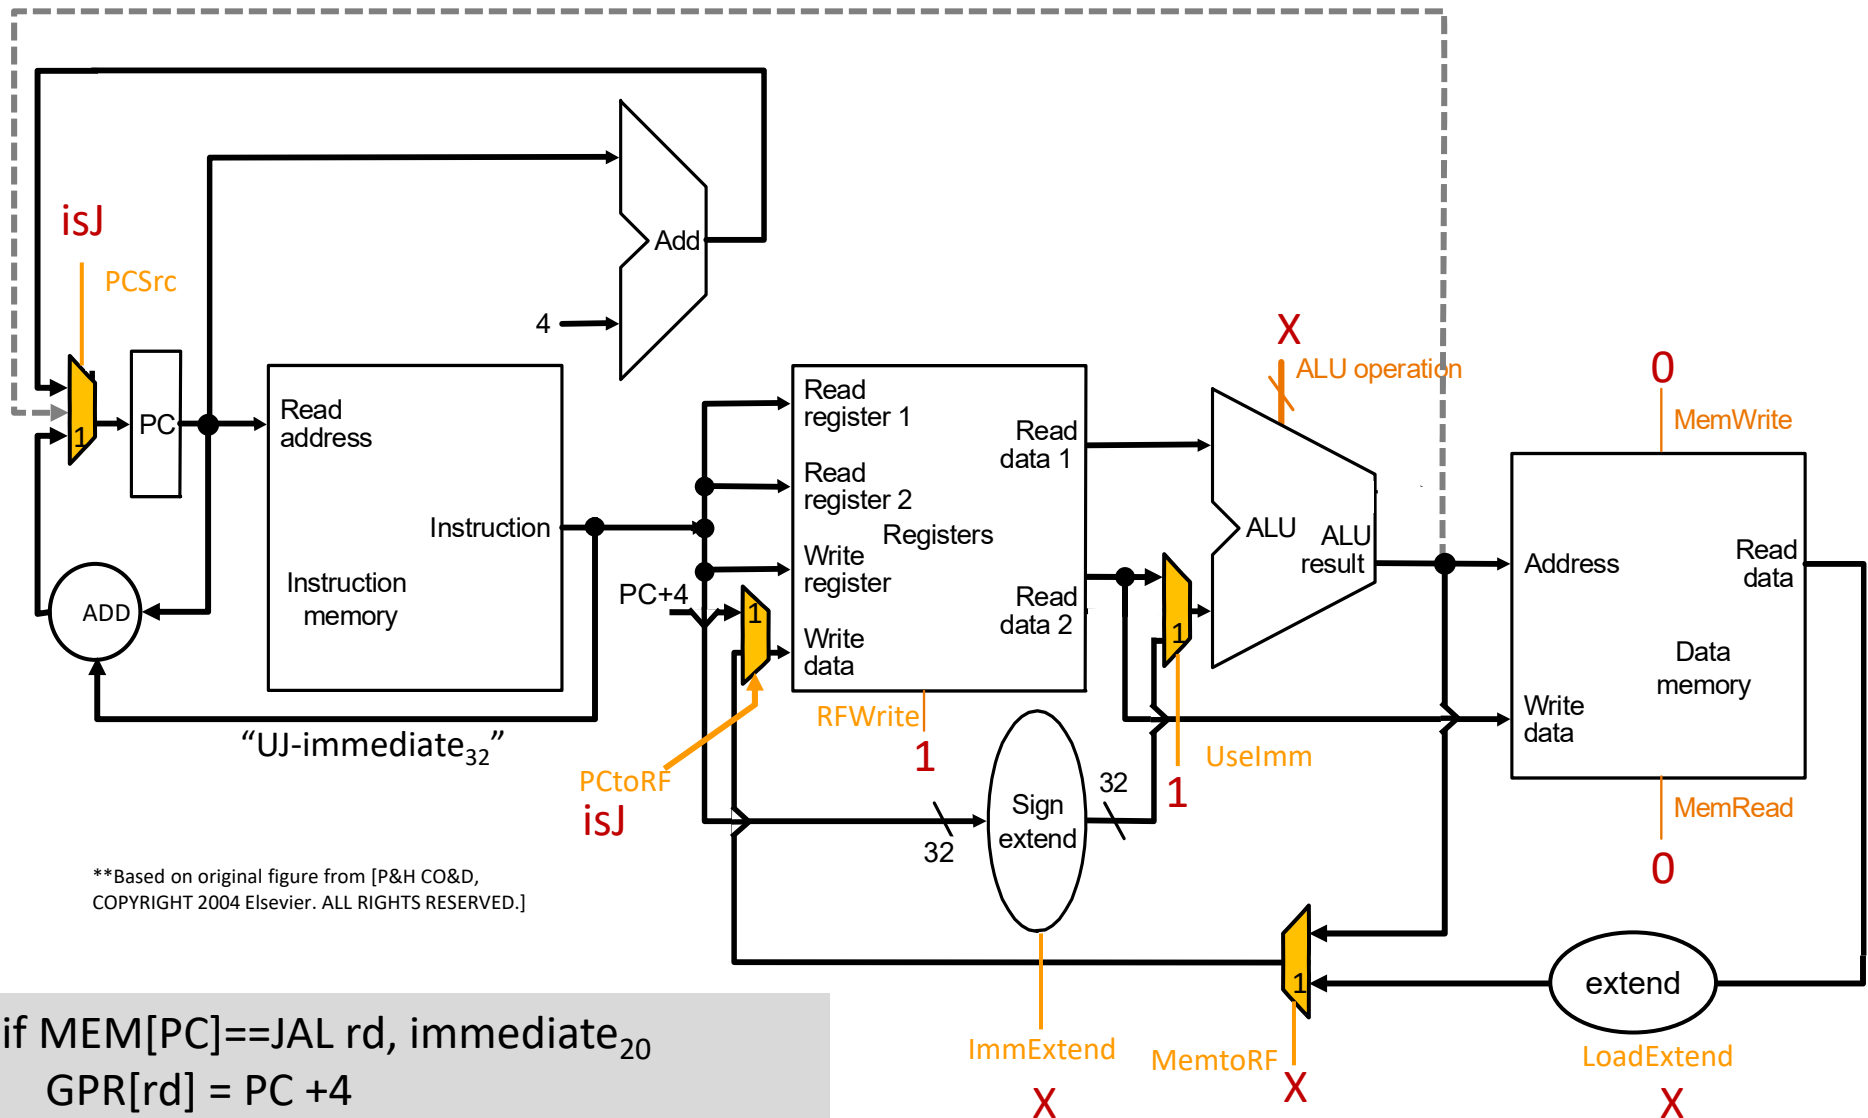 isJ
PCSrc
1
PC
Add
4
Read
address
Instruction
Instruction
memory
ADD
“UJ-immediate32”
PC+4
1
PCtoRF
isJ
Read
register 1
Read
register 2
Write
register
Write
data
Registers
Read
data 1
Read
data 2
RFWrite
1
32
Sign
extend
32
ImmExtend
X
1
UseImm
1
X
ALU operation
ALU
ALU
result
0
MemWrite
Address
Read
data
Data
memory
Write
data
MemRead
0
1
MemtoRF
X
extend
LoadExtend
X
**Based on original figure from [P&H CO&D,
COPYRIGHT 2004 Elsevier. ALL RIGHTS RESERVED.]
if MEM[PC]==JAL rd, immediate20
GPR[rd] = PC +4